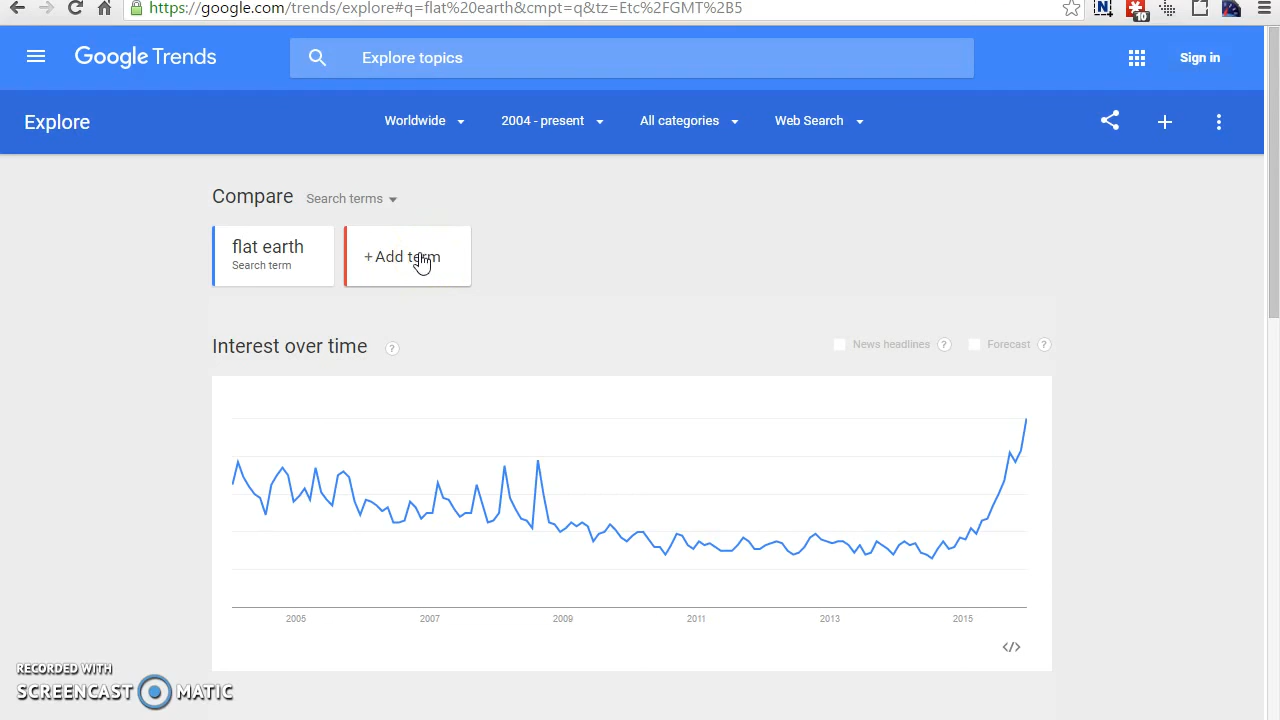 https://google.com/trends/explore#q=flat%20earth&cmpt=q&tz=Etc%2FGMT%2B5
10
Google Trends
Explore topics
Sign in
Explore
Worldwide
2004 - present
All categories
Web Search
Compare
Search terms
flat earth
Search term
+Add term
Interest over time
?
News headlines
?
Forecast
?
2005
2007
2009
2011
2013
2015
</>
RECORDED WITH
SCREENCAST MATIC